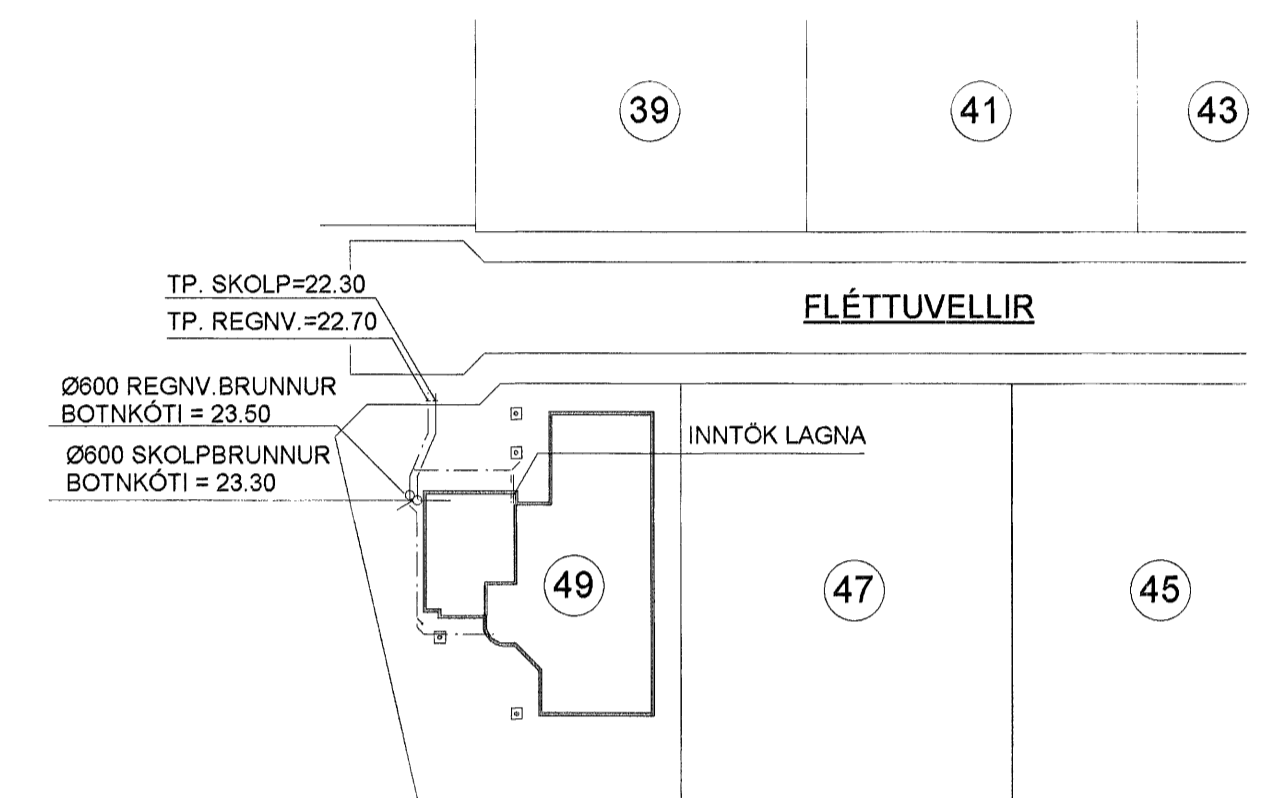 39
41
43
TP. SKOLP=22.30
TP. REGNV.=22.70
FLÉTTUVELLIR
Ø600 REGNV.BRUNNUR
BOTNKÓTI = 23.50
Ø600 SKOLPBRUNNUR
BOTNKÓTI = 23.30
INNTÖK LAGNA
49
47
45